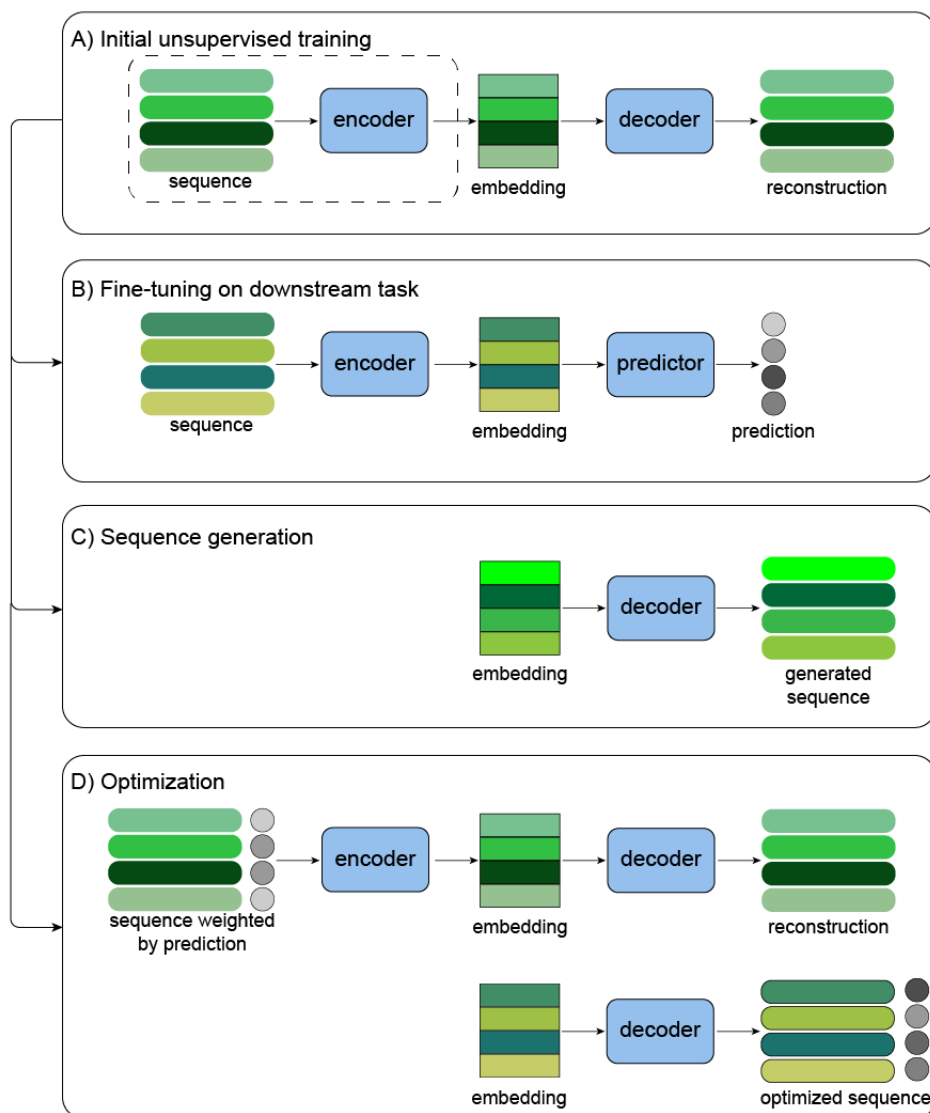 A) Initial unsupervised training
encoder
decoder
sequence
embedding
reconstruction
B) Fine-tuning on downstream task
encoder
predictor
sequence
embedding
prediction
C) Sequence generation
decoder
embedding
generated
sequence
D) Optimization
encoder
decoder
sequence weighted
by prediction
embedding
reconstruction
decoder
embedding
optimized sequence